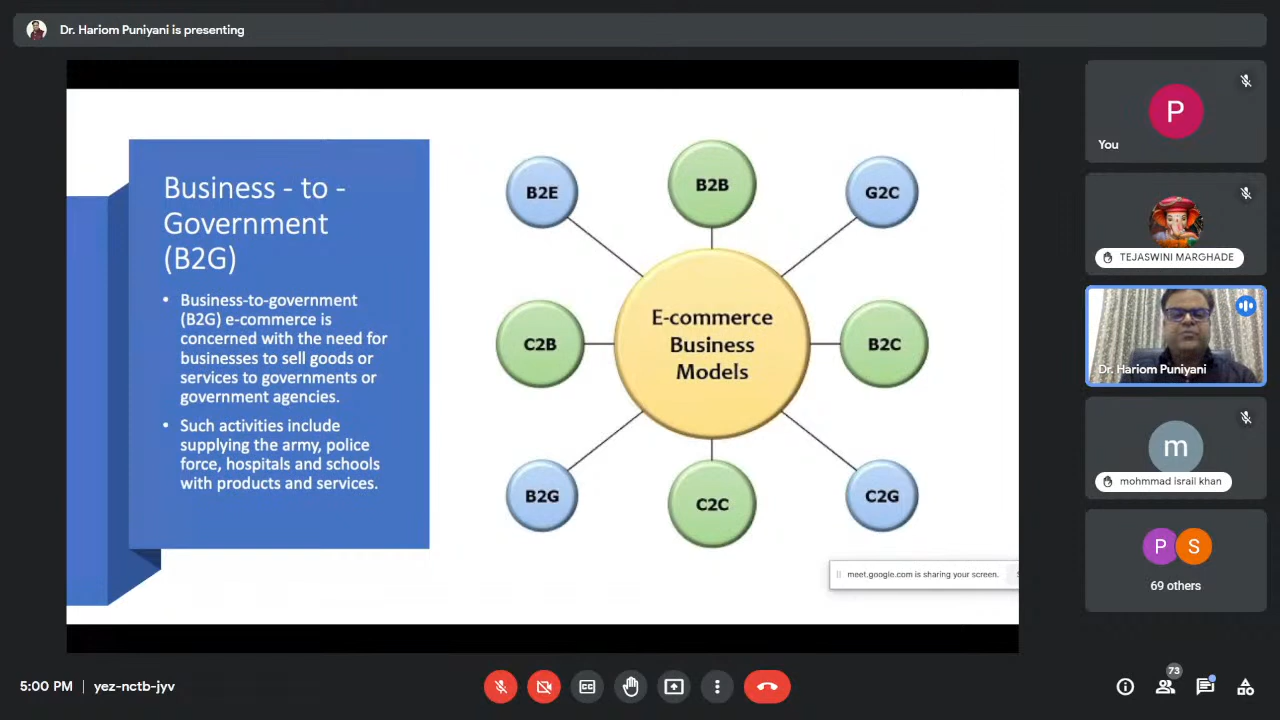 Dr. Hariom Puniyani is presenting
Business - to -
Government
(B2G)
• Business-to-government
(B2G) e-commerce is
concerned with the need for
businesses to sell goods or
services to governments or
government agencies.
• Such activities include
supplying the army, police
force, hospitals and schools
with products and services.
B2E
B2B
G2C
C2B
E-commerce
Business
Models
B2C
B2G
C2C
C2G
meet.google.com is sharing your screen.
P
You
TEJASWINI MARGHADE
Dr. Hariom Puniyani
m
mohmmad israil khan
P S
69 others
5:00 PM | yez-nctb-jyv
CC
73